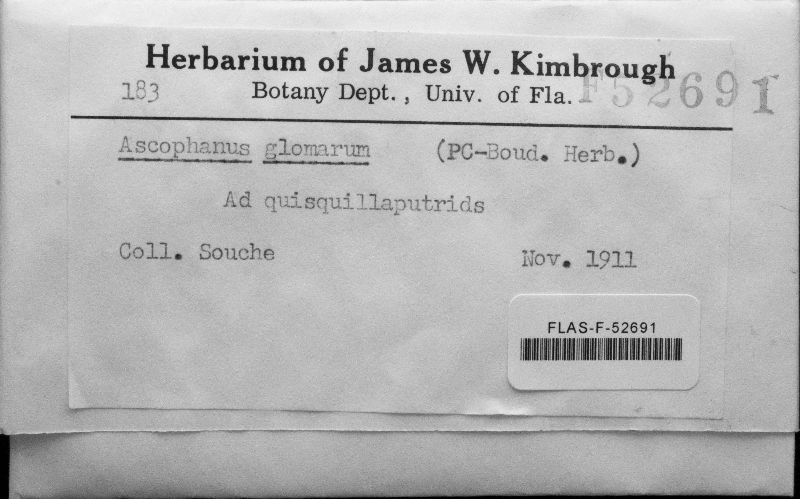 Herbarium of James W. Kimbrough
183 Botany Dept., Univ. of Fla. F52691
Ascophanus glomarum (PC-Boud. Herb.)
Ad quisquillaputrids
Coll. Souche Nov. 1911
FLAS-F-52691